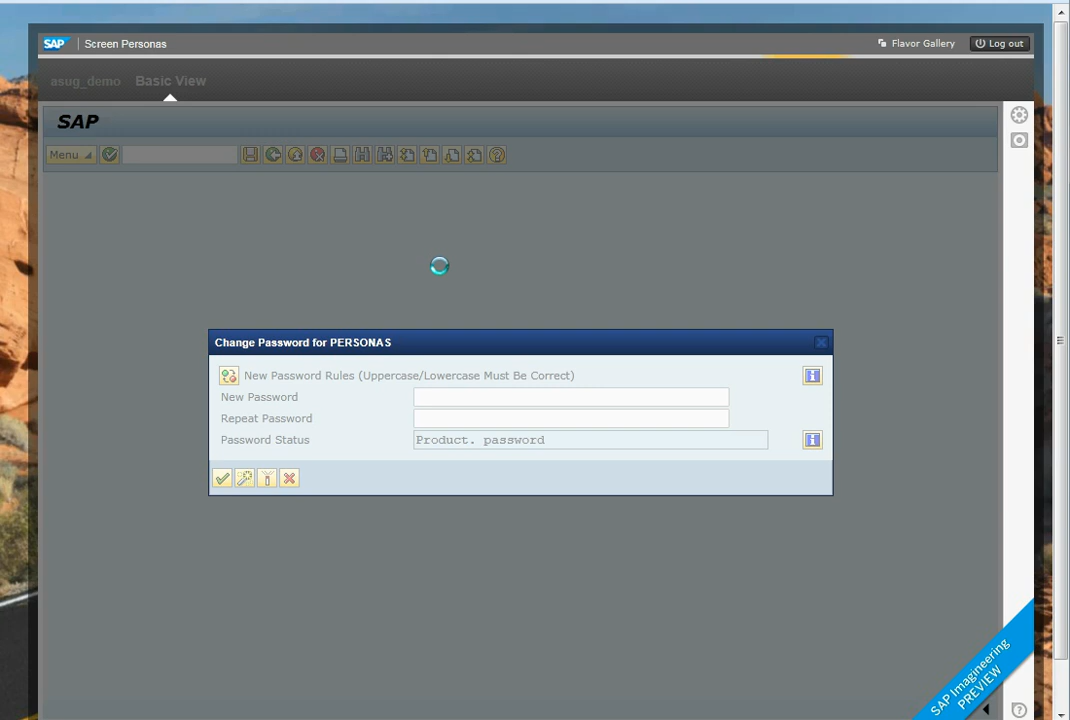 SAP Screen Personas
Flavor Gallery
Log out
asug_demo Basic View
SAP
Menu
Change Password for PERSONAS
New Password Rules (Uppercase/Lowercase Must Be Correct)
New Password
Repeat Password
Password Status Product. password
SAP Imagineering
PREVIEW